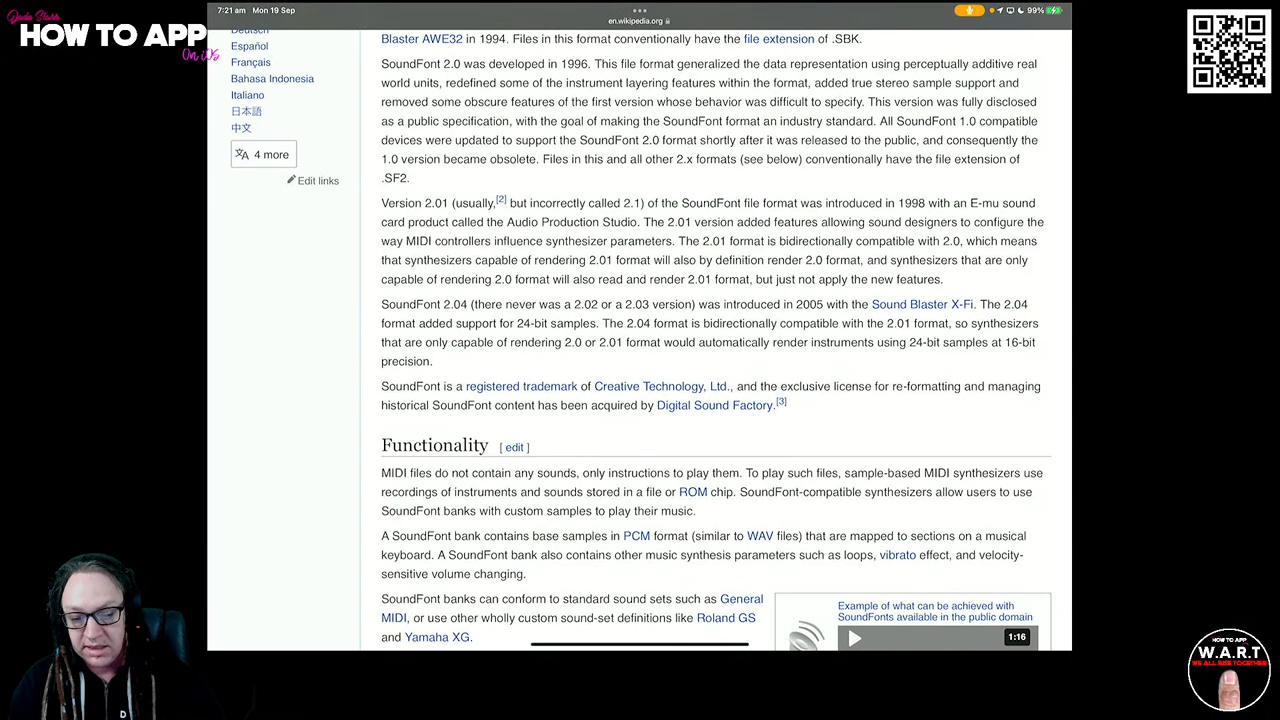 7:21 am Mon 19 Sep
en.wikipedia.org
99%
Jade Starr
HOW TO APP
On iOS
Deutsch
Español
Français
Bahasa Indonesia
Italiano
日本語
中文
4 more
Edit links
Blaster AWE32 in 1994. Files in this format conventionally have the file extension of .SBK.
SoundFont 2.0 was developed in 1996. This file format generalized the data representation using perceptually additive real
world units, redefined some of the instrument layering features within the format, added true stereo sample support and
removed some obscure features of the first version whose behavior was difficult to specify. This version was fully disclosed
as a public specification, with the goal of making the SoundFont format an industry standard. All SoundFont 1.0 compatible
devices were updated to support the SoundFont 2.0 format shortly after it was released to the public, and consequently the
1.0 version became obsolete. Files in this and all other 2.x formats (see below) conventionally have the file extension of
.SF2.
Version 2.01 (usually,[2] but incorrectly called 2.1) of the SoundFont file format was introduced in 1998 with an E-mu sound
card product called the Audio Production Studio. The 2.01 version added features allowing sound designers to configure the
way MIDI controllers influence synthesizer parameters. The 2.01 format is bidirectionally compatible with 2.0, which means
that synthesizers capable of rendering 2.01 format will also by definition render 2.0 format, and synthesizers that are only
capable of rendering 2.0 format will also read and render 2.01 format, but just not apply the new features.
SoundFont 2.04 (there never was a 2.02 or a 2.03 version) was introduced in 2005 with the Sound Blaster X-Fi. The 2.04
format added support for 24-bit samples. The 2.04 format is bidirectionally compatible with the 2.01 format, so synthesizers
that are only capable of rendering 2.0 or 2.01 format would automatically render instruments using 24-bit samples at 16-bit
precision.
SoundFont is a registered trademark of Creative Technology, Ltd., and the exclusive license for re-formatting and managing
historical SoundFont content has been acquired by Digital Sound Factory.[3]
Functionality [ edit ]
MIDI files do not contain any sounds, only instructions to play them. To play such files, sample-based MIDI synthesizers use
recordings of instruments and sounds stored in a file or ROM chip. SoundFont-compatible synthesizers allow users to use
SoundFont banks with custom samples to play their music.
A SoundFont bank contains base samples in PCM format (similar to WAV files) that are mapped to sections on a musical
keyboard. A SoundFont bank also contains other music synthesis parameters such as loops, vibrato effect, and velocity-
sensitive volume changing.
SoundFont banks can conform to standard sound sets such as General
MIDI, or use other wholly custom sound-set definitions like Roland GS
and Yamaha XG.
Example of what can be achieved with
SoundFonts available in the public domain
1:16
HOW TO APP
W.A.R.T
WE ALL RISE TOGETHER